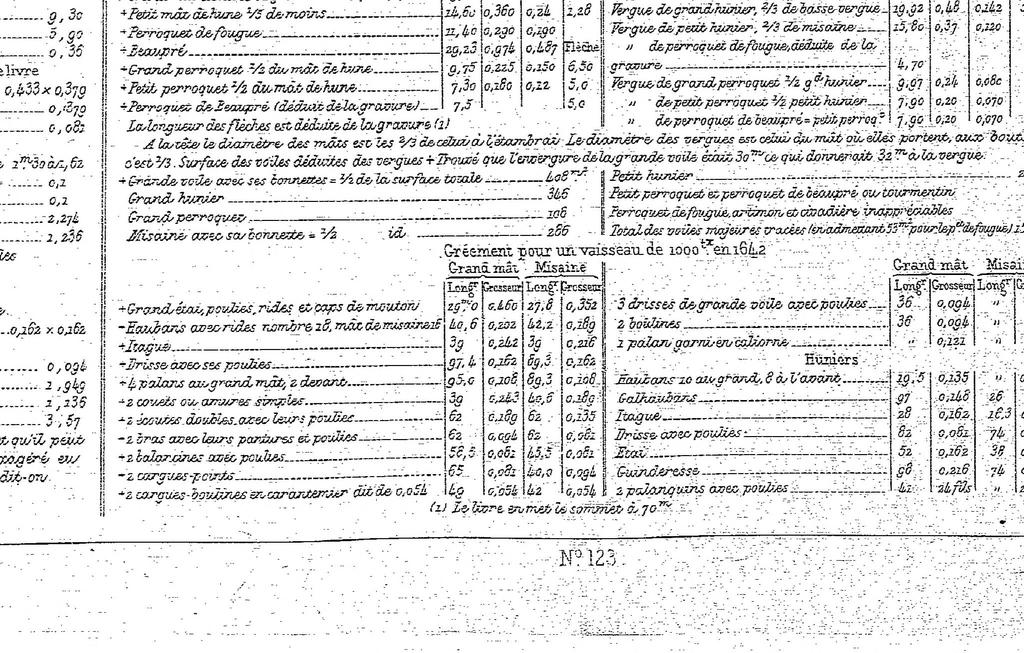 9,30
5,90
0,36
e livre
0,433 x 0,379
0,1379
0,081
1 m 30 à 1,62
0,1
0,1
2,274
1,236
0,162 x 0,162
0,094
1,949
1,136
3,57
t qu'il peut
xagéré en
dit-on
+ Petit mât de hune 2/5 de moins 14,60 0,360 0,24 1,28
+ Perroquet de fougue 11,40 0,290 0,190
+ Beaupré 29,23 0,974 0,487 Flèche
+ Grand perroquet 1/2 du mât de hune 9,75 0,225 0,150 6,50
+ Petit perroquet 1/2 du mât de hune 7,30 0,180 0,12 5,0
+ Perroquet de Beaupré (déduit de la gravure) 7,5 5,0
La longueur des flèches est déduite de la gravure (1)
Vergue de grand hunier, 2/3 de basse vergue 19,92 0,48 0,142
Vergue de petit hunier, 2/3 de misaine 15,80 0,37 0,120
" de perroquet de fougue, déduite de la
gravure 4,70
Vergue de grand perroquet 1/2 gd hunier 9,97 0,24 0,080
" de petit perroquet 1/2 petit hunier 7,90 0,20 0,070
" de perroquet de beaupré = petit perroq. 7,90 0,20 0,070
A la tête le diamètre des mâts est les 2/3 de celui à l'étambrai. Le diamètre des vergues est celui du mât où elles portent, aux bout
c'est 1/3. Surface des voiles déduites des vergues + Trouvé que l'envergure de la grande voile était 30 m ce qui donnerait 32 m à la vergue.
+ Grande voile avec ses bonnettes = 1/2 de la surface totale 408 mq
Grand hunier 346
Grand perroquet 108
Misaine avec sa bonnette = 1/2 id 286
Petit hunier 2
Petit perroquet et perroquet de beaupré ou tourmentin
Perroquet de fougue, artimon et civadière inappréciables
Total des voiles majeures tracées (en admettant 53 m pour le pet de fougue) 15
Gréement pour un vaisseau de 1000 tx en 1642
Grand mât Misaine
Longr Grosseur Longr Grosseur
+ Grand étai, poulies, rides et caps de mouton 29 m 0 0,460 27,8 0,352
- Haubans avec rides nombre 18, mât de misaine 16 40,6 0,202 42,2 0,189
+ Itague 39 0,242 39 0,216
+ Drisse avec ses poulies 97,4 0,162 89,3 0,162
+ 4 palans au grand mât, 2 devant 95,0 0,108 89,3 0,108
+ 2 couets ou amures simples 39 0,243 40,6 0,189
+ 2 écoutes doubles avec leurs poulies 62 0,189 62 0,135
- 2 bras avec leurs pantures et poulies 62 0,094 62 0,081
+ 2 balancines avec poulies 58,5 0,081 45,5 0,081
- 2 cargues-points 65 0,081 40,0 0,094
+ 2 cargues-boulines en carantenier dit de 0,054 49 0,054 42 0,054
Grand mât Misai
Longr Grosseur Longr G
3 drisses de grande voile avec poulies 36 0,094 "
2 boulines 36 0,094 "
1 palan garni en caliorne " 0,121 "
Huniers
Haubans 10 au grand, 8 à l'avant 19,5 0,135 "
Galhaubans 97 0,148 26
Itague 28 0,162 16,3
Drisse avec poulies 82 0,081 74
Etai 52 0,162 38
Guinderesse 98 0,216 74
2 palanquins avec poulies 41 24 fils "
(1) Le livre en met le sommet à 70 m
No 123